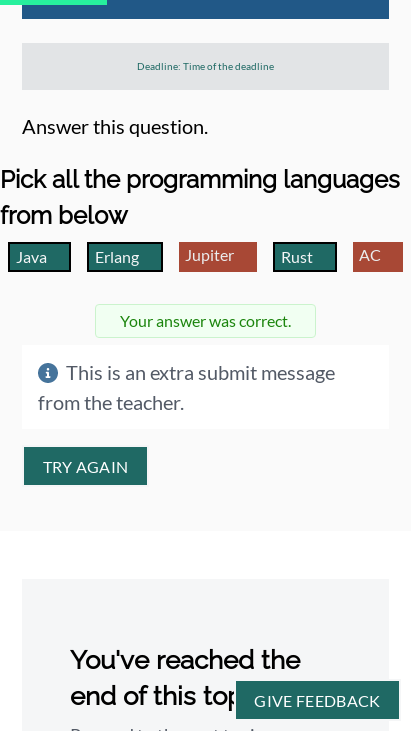 Deadline: Time of the deadline
Answer this question.
Pick all the programming languages
from below
Java Erlang Jupiter Rust AC
Your answer was correct.
This is an extra submit message
from the teacher.
TRY AGAIN
You've reached the
end of this top
GIVE FEEDBACK